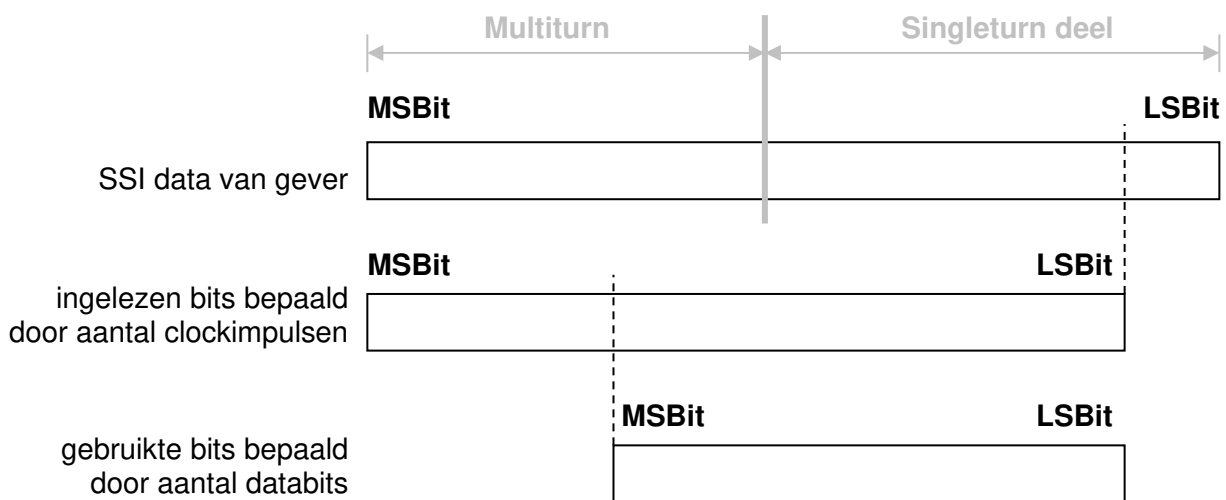 Multiturn Singleturn deel
MSBit LSBit
SSI data van gever
MSBit LSBit
ingelezen bits bepaald
door aantal clockimpulsen
MSBit LSBit
gebruikte bits bepaald
door aantal databits